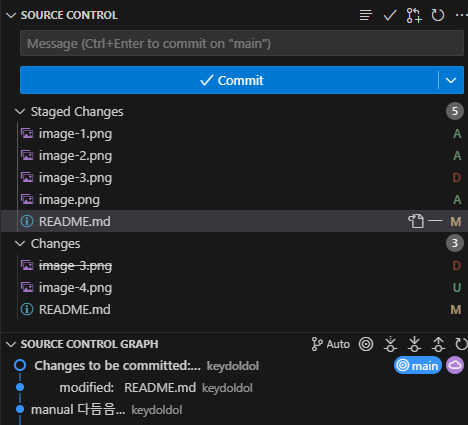 SOURCE CONTROL
Message (Ctrl+Enter to commit on "main")
Commit
Staged Changes 5
image-1.png A
image-2.png A
image-3.png D
image.png A
README.md M
Changes 3
image-3.png D
image-4.png U
README.md M
SOURCE CONTROL GRAPH Auto
Changes to be committed:... keydoldol main
modified: README.md keydoldol
manual 다듬음... keydoldol